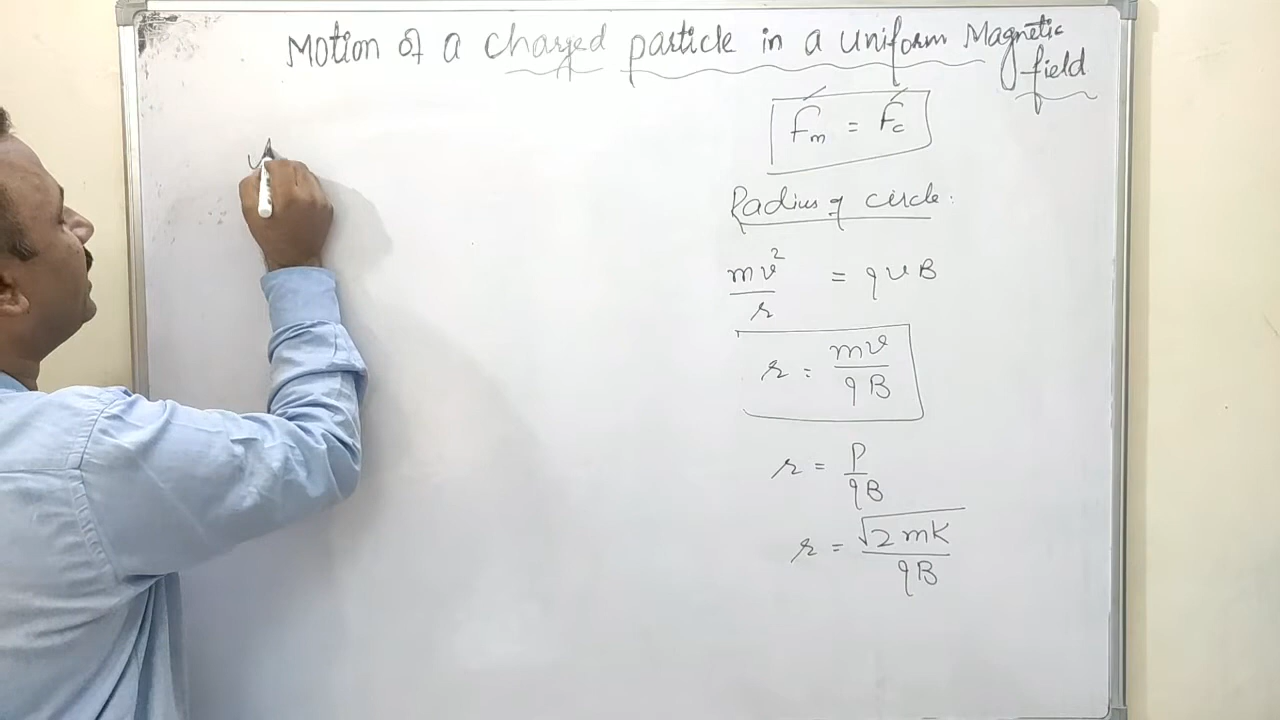 Motion of a charged particle in a uniform Magnetic field
Fm = Fc
Radius of circle.
mv²/r = qvB
r = mv/qB
r = P/qB
r = √2mK/qB